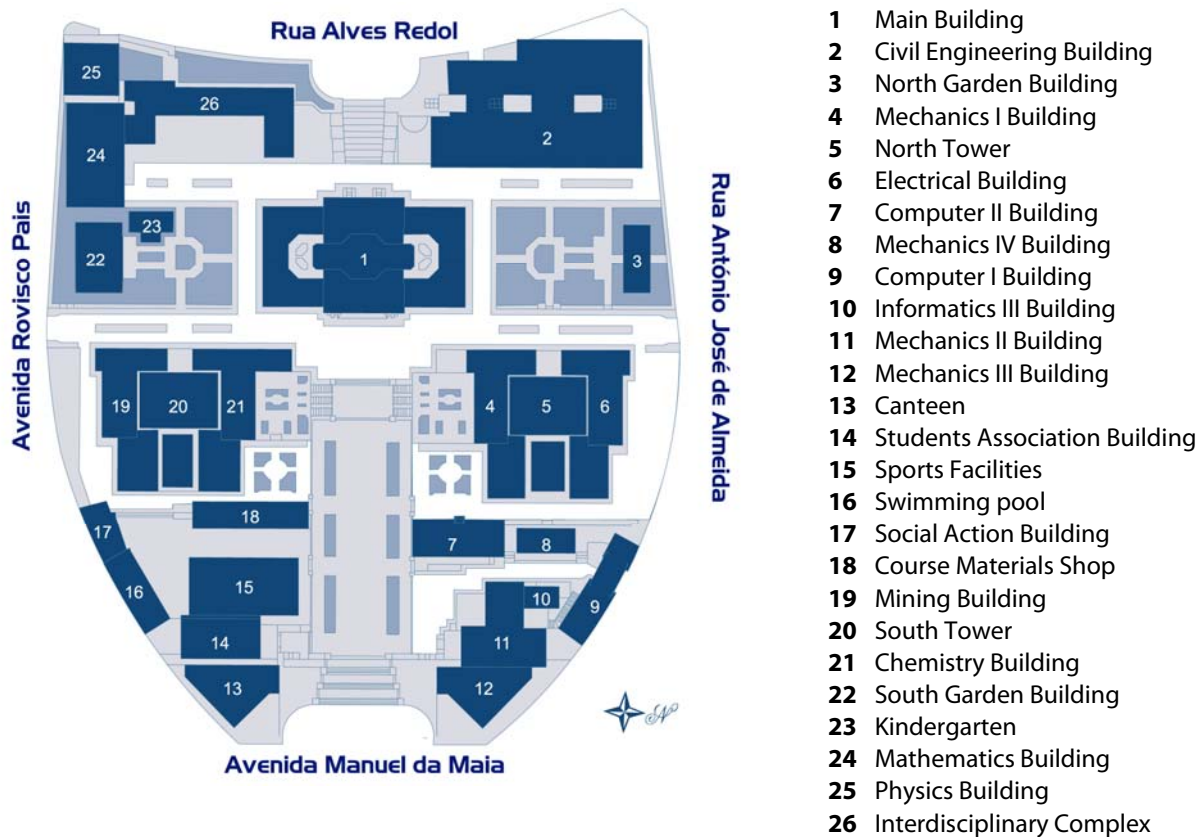 Rua Alves Redol
25
26
2
24
23
22
1
3
Avenida Rovisco Pais
Rua António José de Almeida
19
20
21
4
5
6
18
17
7
8
16
15
10
9
14
11
13
12
N
Avenida Manuel da Maia
1 Main Building
2 Civil Engineering Building
3 North Garden Building
4 Mechanics I Building
5 North Tower
6 Electrical Building
7 Computer II Building
8 Mechanics IV Building
9 Computer I Building
10 Informatics III Building
11 Mechanics II Building
12 Mechanics III Building
13 Canteen
14 Students Association Building
15 Sports Facilities
16 Swimming pool
17 Social Action Building
18 Course Materials Shop
19 Mining Building
20 South Tower
21 Chemistry Building
22 South Garden Building
23 Kindergarten
24 Mathematics Building
25 Physics Building
26 Interdisciplinary Complex